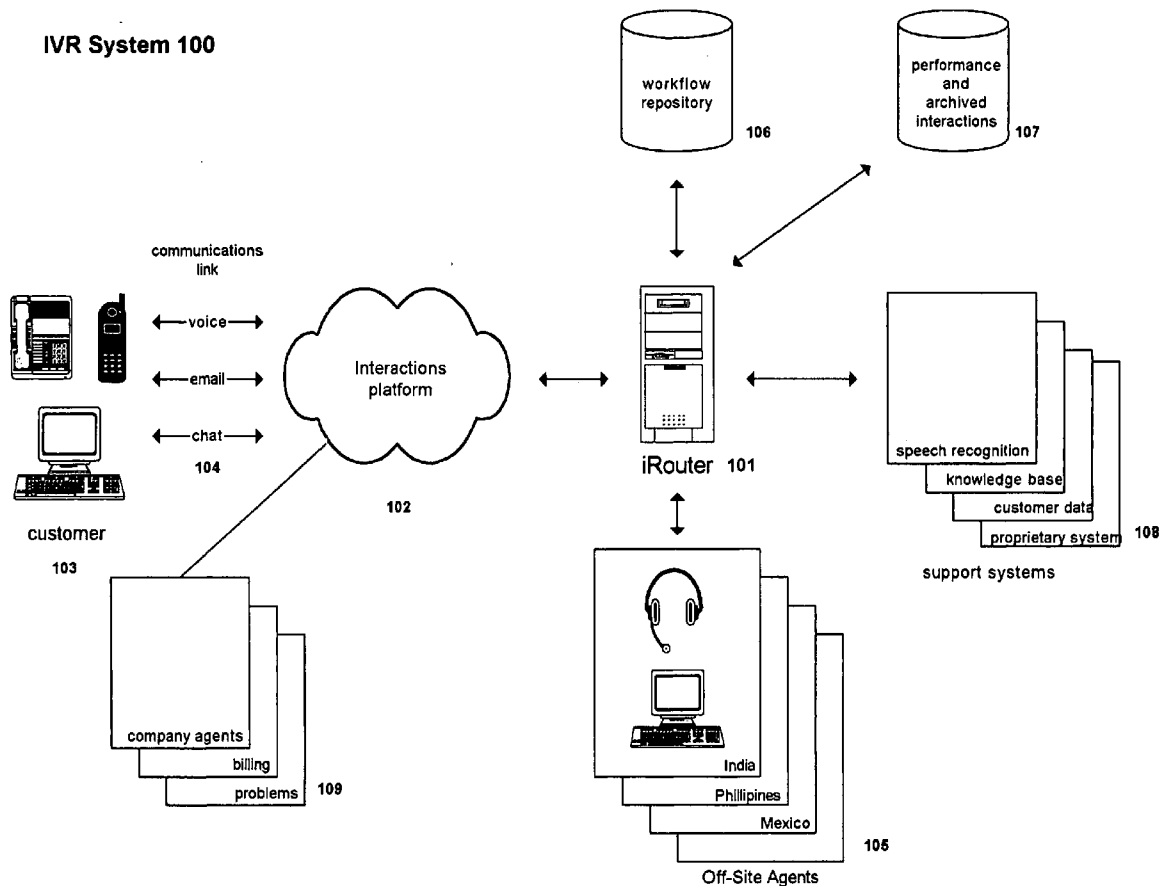 IVR System 100
workflow
repository
106
performance
and
archived
interactions
107
communications
link
voice
email
chat
104
customer
103
Interactions
platform
102
iRouter 101
speech recognition
knowledge base
customer data
proprietary system
108
support systems
company agents
billing
problems
109
India
Phillipines
Mexico
105
Off-Site Agents